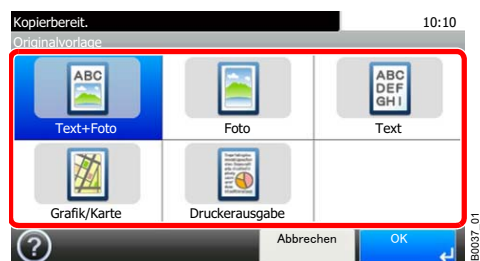 Kopierbereit.
10:10
Originalvorlage
ABC
ABC
DEF
GHI
Text+Foto
Foto
Text
Grafik/Karte
Druckerausgabe
?
Abbrechen
OK
B0037_01